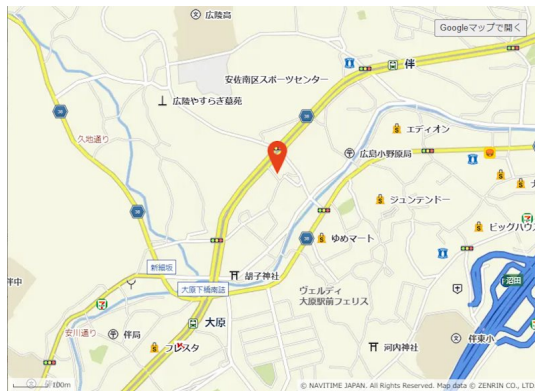 広陵高
Googleマップで開く
安佐南区スポーツセンター
伴
広陵やすらぎ墓苑
38
38
久地通り
エディオン
広島小野原局
ジュンテンドー
38
38
ゆめマート
ビッグハウス
新組坂
胡子神社
沼田
伴中
大原下橋南詰
ヴェルディ
大原駅前フェリス
安川通り
伴局
大原
フレスタ
河内神社
伴東小
100m
© NAVITIME JAPAN. All Rights Reserved. Map data © ZENRIN CO., LTD